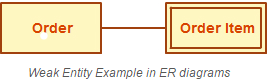 Order
Order Item
Weak Entity Example in ER diagrams